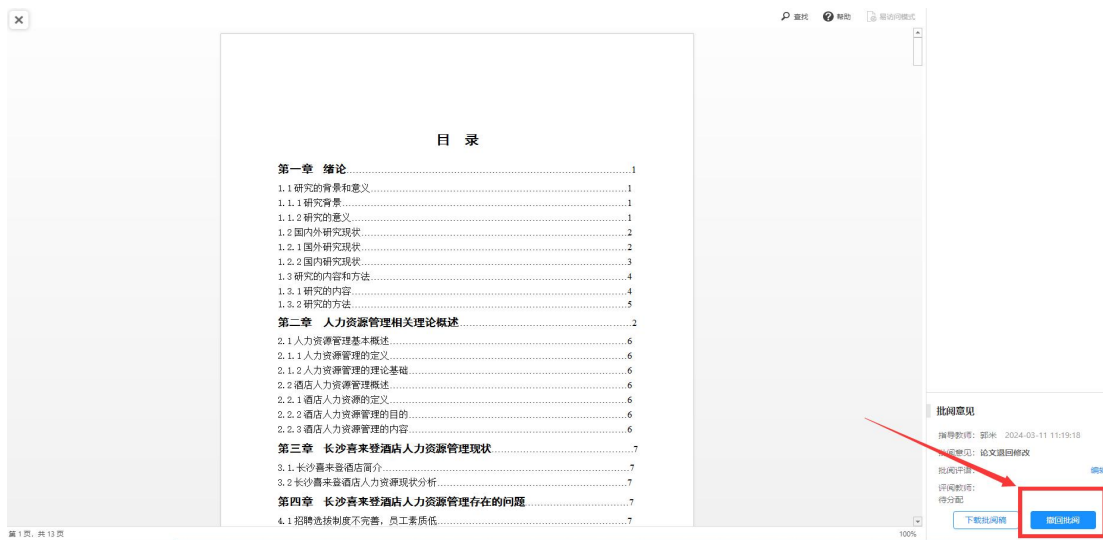 查找 帮助 易访问模式
目 录
第一章 绪论...1
1.1研究的背景和意义...1
1.1.1研究背景...1
1.1.2研究的意义...1
1.2国内外研究现状...2
1.2.1国外研究现状...2
1.2.2国内研究现状...3
1.3研究的内容和方法...4
1.3.1研究的内容...4
1.3.2研究的方法...5
第二章 人力资源管理相关理论概述...2
2.1人力资源管理基本概述...6
2.1.1人力资源管理的定义...6
2.1.2人力资源管理的理论基础...6
2.2酒店人力资源管理概述...6
2.2.1酒店人力资源的定义...6
2.2.2酒店人力资源管理的目的...6
2.2.3酒店人力资源管理的内容...6
第三章 长沙喜来登酒店人力资源管理现状...7
3.1.长沙喜来登酒店简介...7
3.2长沙喜来登酒店人力资源现状分析...7
第四章 长沙喜来登酒店人力资源管理存在的问题...7
4.1招聘选拔制度不完善，员工素质低...7
第1页，共13页
100%
批阅意见
指导教师：郭米 2024-03-11 11:19:18
批阅意见：论文退回修改
批阅评语：
编辑
评阅教师：
待分配
下载批阅稿 撤回批阅